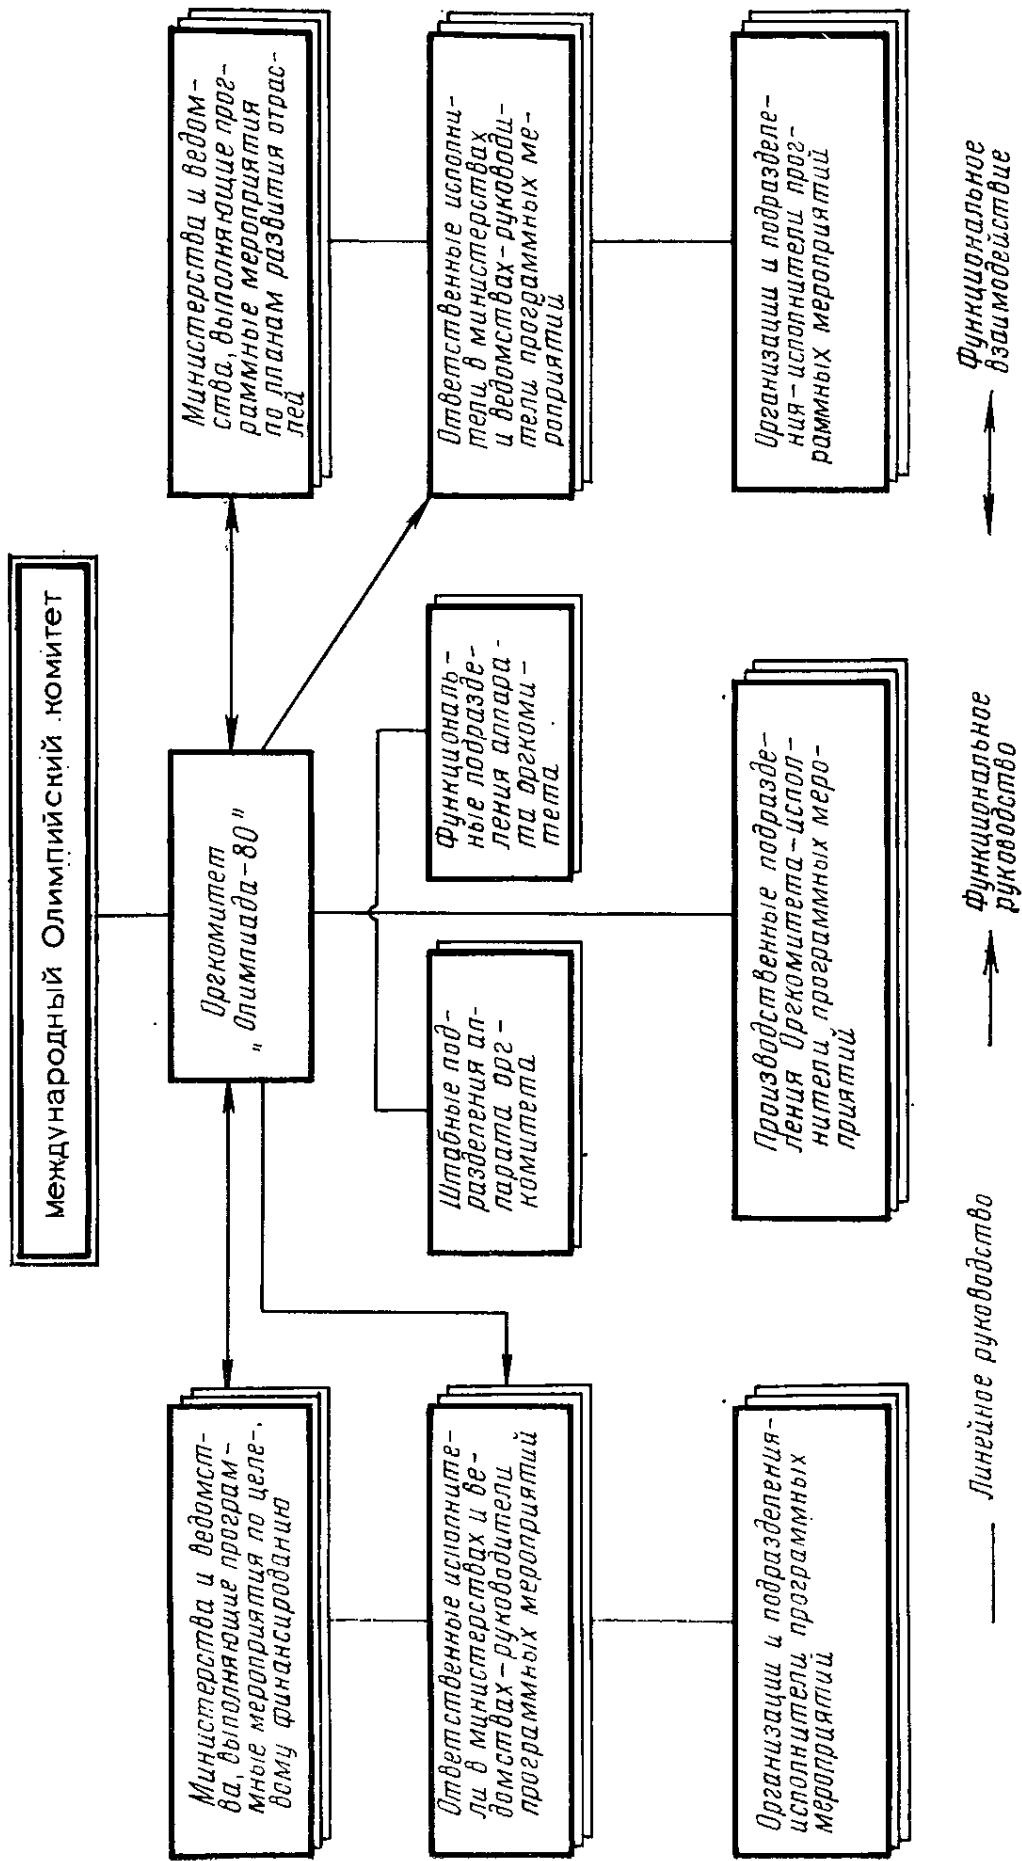 Международный Олимпийский комитет
Министерства и ведомст-
ва, выполняющие програм-
мные мероприятия по целе-
вому финансированию
Оргкомитет
„Олимпиада-80"
Министерства и ведом-
ства, выполняющие прог-
раммные мероприятия
по планам развития отрас-
лей
Ответственные исполните-
ли в министерствах и ве-
домствах-руководители
программных мероприятий
Штабные под-
разделения ап-
парата орг-
комитета
Функциональ-
ные подразде-
ления аппара-
та оргкоми-
тета
Ответственные исполни-
тели в министерствах
и ведомствах-руководи-
тели программных ме-
роприятий
Организации и подразделения-
исполнители программных
мероприятий
Производственные подразде-
ления Оргкомитета-испол-
нители программных меро-
приятий
Организации и подразделе-
ния-исполнители прог-
раммных мероприятий
Линейное руководство
Функциональное
руководство
Функциональное
взаимодействие